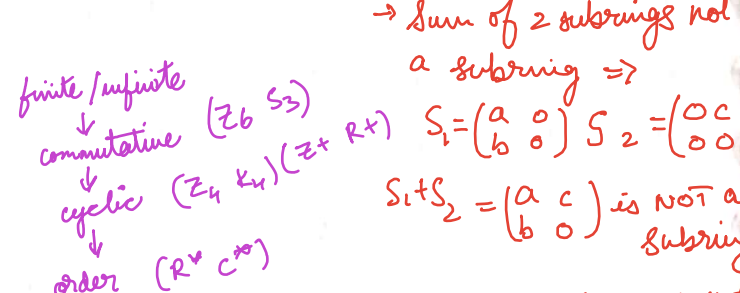 finite / infinite
↓
commutative (Z6 S3)
↓
cyclic (Z4 K4) (Z+ R+)
↓
order (R* C*)
→ Sum of 2 subrings not
a subring ⇒
S₁ = (a 0
b 0) S₂ = (0 c
0 0
S₁+S₂ = (a c
b 0) is NOT a
Subrin